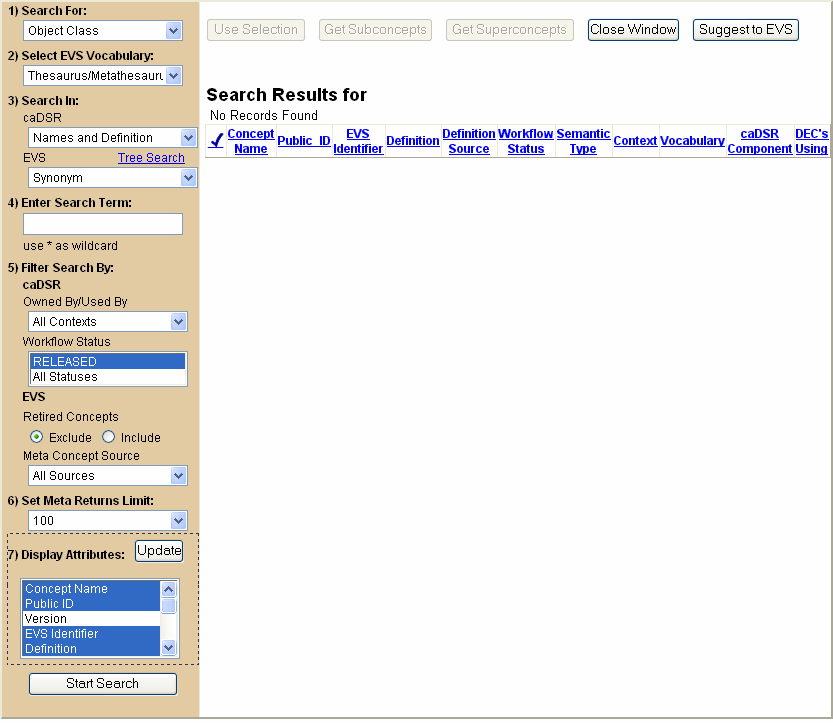 1) Search For:
Object Class
2) Select EVS Vocabulary:
Thesaurus/Metathesauru
3) Search In:
caDSR
Names and Definition
EVS Tree Search
Synonym
4) Enter Search Term:
use * as wildcard
5) Filter Search By:
caDSR
Owned By/Used By
All Contexts
Workflow Status
RELEASED
All Statuses
EVS
Retired Concepts
Exclude Include
Meta Concept Source
All Sources
6) Set Meta Returns Limit:
100
7) Display Attributes: Update
Concept Name
Public ID
Version
EVS Identifier
Definition
Start Search
Use Selection Get Subconcepts Get Superconcepts Close Window Suggest to EVS
Search Results for
No Records Found
Concept Name Public_ID EVS Identifier Definition Definition Source Workflow Status Semantic Type Context Vocabulary caDSR Component DEC's Using